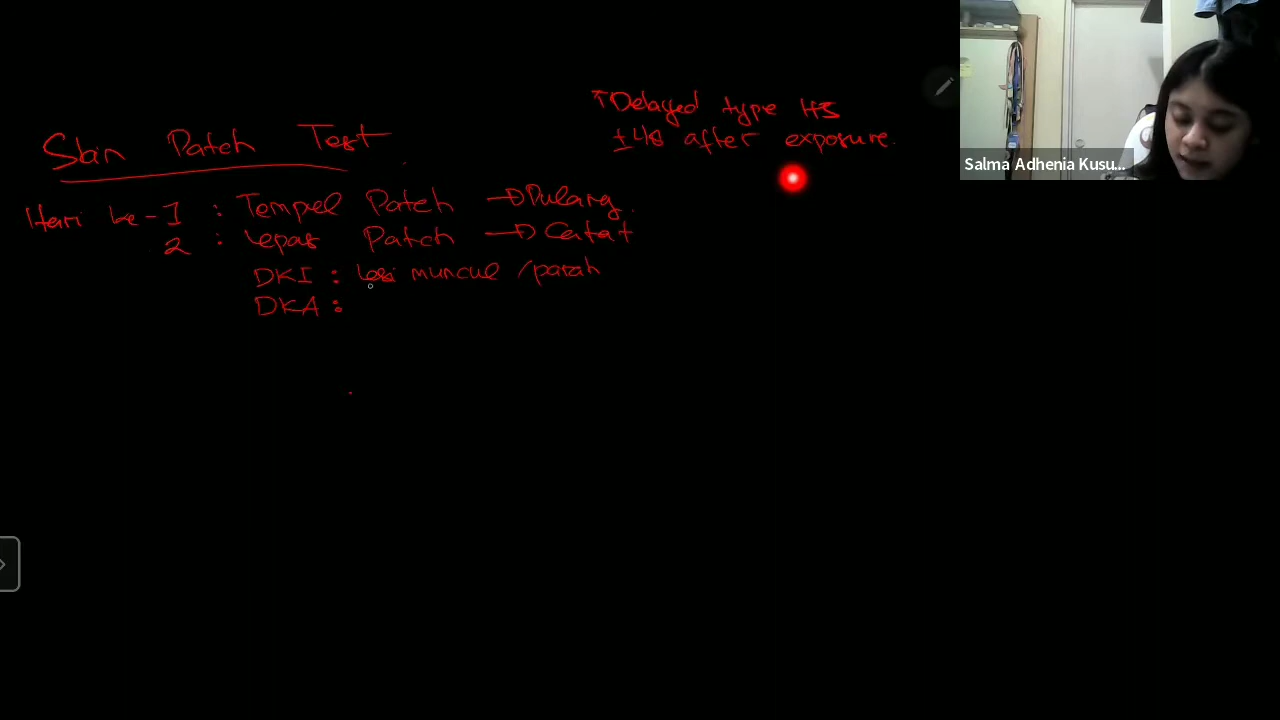 Skin Patch Test
↑Delayed type HS
±48 after exposure.
Hari ke-1 : Tempel Patch → Pulang.
2 : Lepas Patch → Catat
DKI : Lesi muncul /parah
DKA :
Salma Adhenia Kusu...